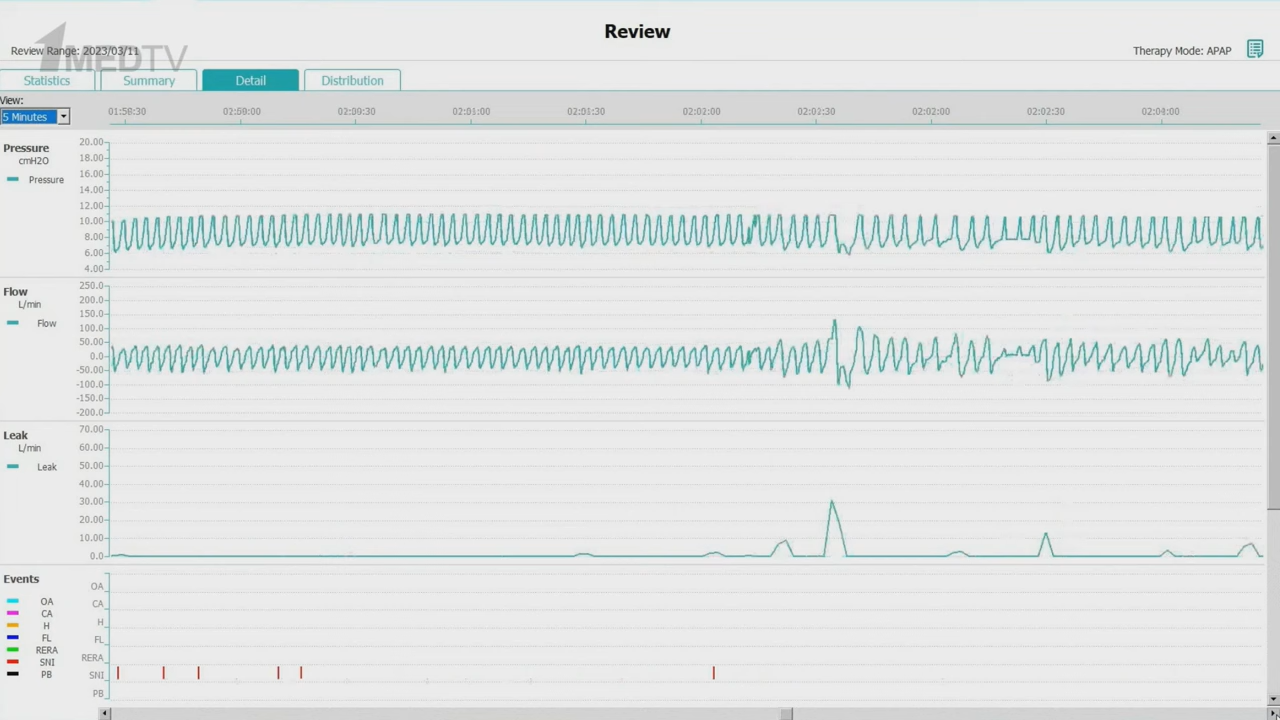 Review
1MEDTV
Review Range: 2023/03/11
Therapy Mode: APAP
Statistics Summary Detail Distribution
View:
5 Minutes
01:58:30 02:59:00 02:09:30 02:01:00 02:01:30 02:02:00 02:03:30 02:02:00 02:02:30 02:04:00
Pressure
cmH2O
Pressure
20.00
18.00
16.00
14.00
12.00
10.00
8.00
6.00
4.00
Flow
L/min
Flow
250.0
200.0
150.0
100.0
50.00
0.0
-50.00
-100.0
-150.0
-200.0
Leak
L/min
Leak
70.00
60.00
50.00
40.00
30.00
20.00
10.00
0.0
Events
OA
CA
H
FL
RERA
SNI
PB
OA
CA
H
FL
RERA
SNI
PB